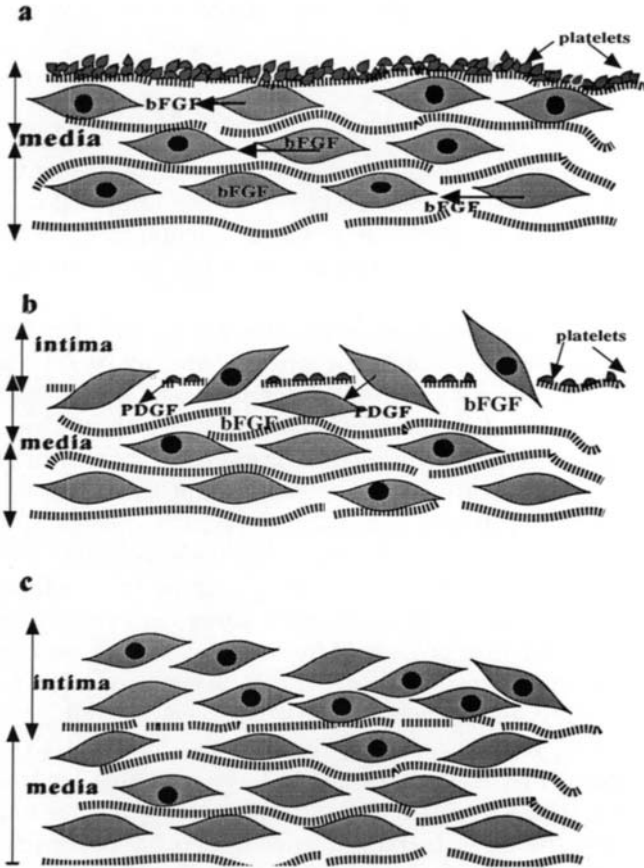 a
platelets
bFGF
media
bFGF
bFGF
bFGF
b
intima
platelets
PDGF
PDGF
bFGF
bFGF
media
c
intima
media